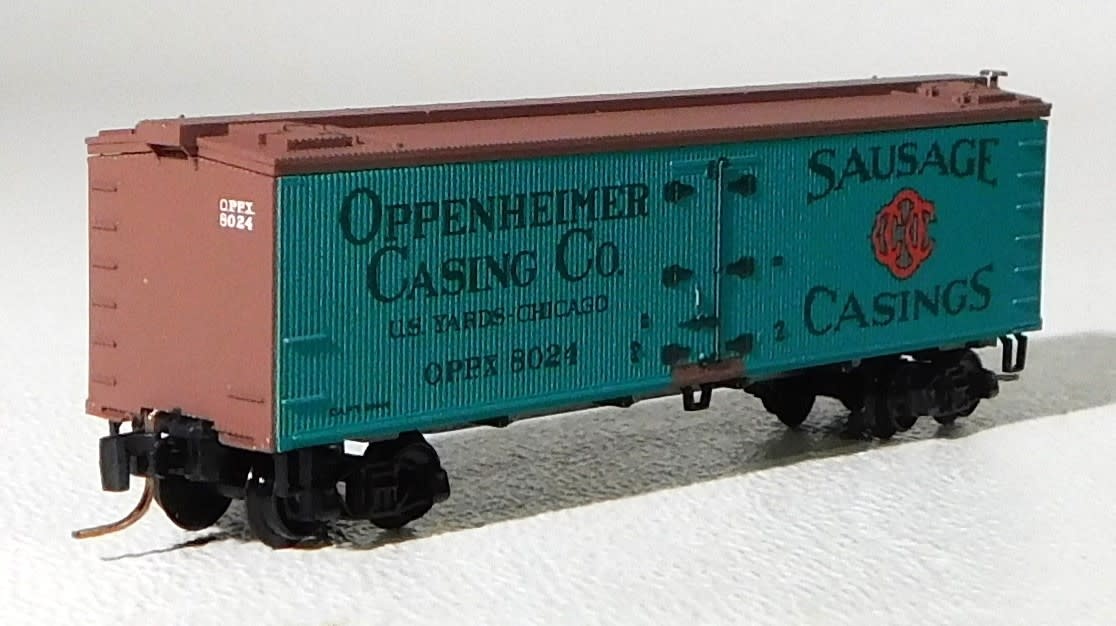 OPPX
8024
OPPENHEIMER
CASING CO.
U.S. YARDS-CHICAGO
OPPX 8024
SAUSAGE
CASINGS